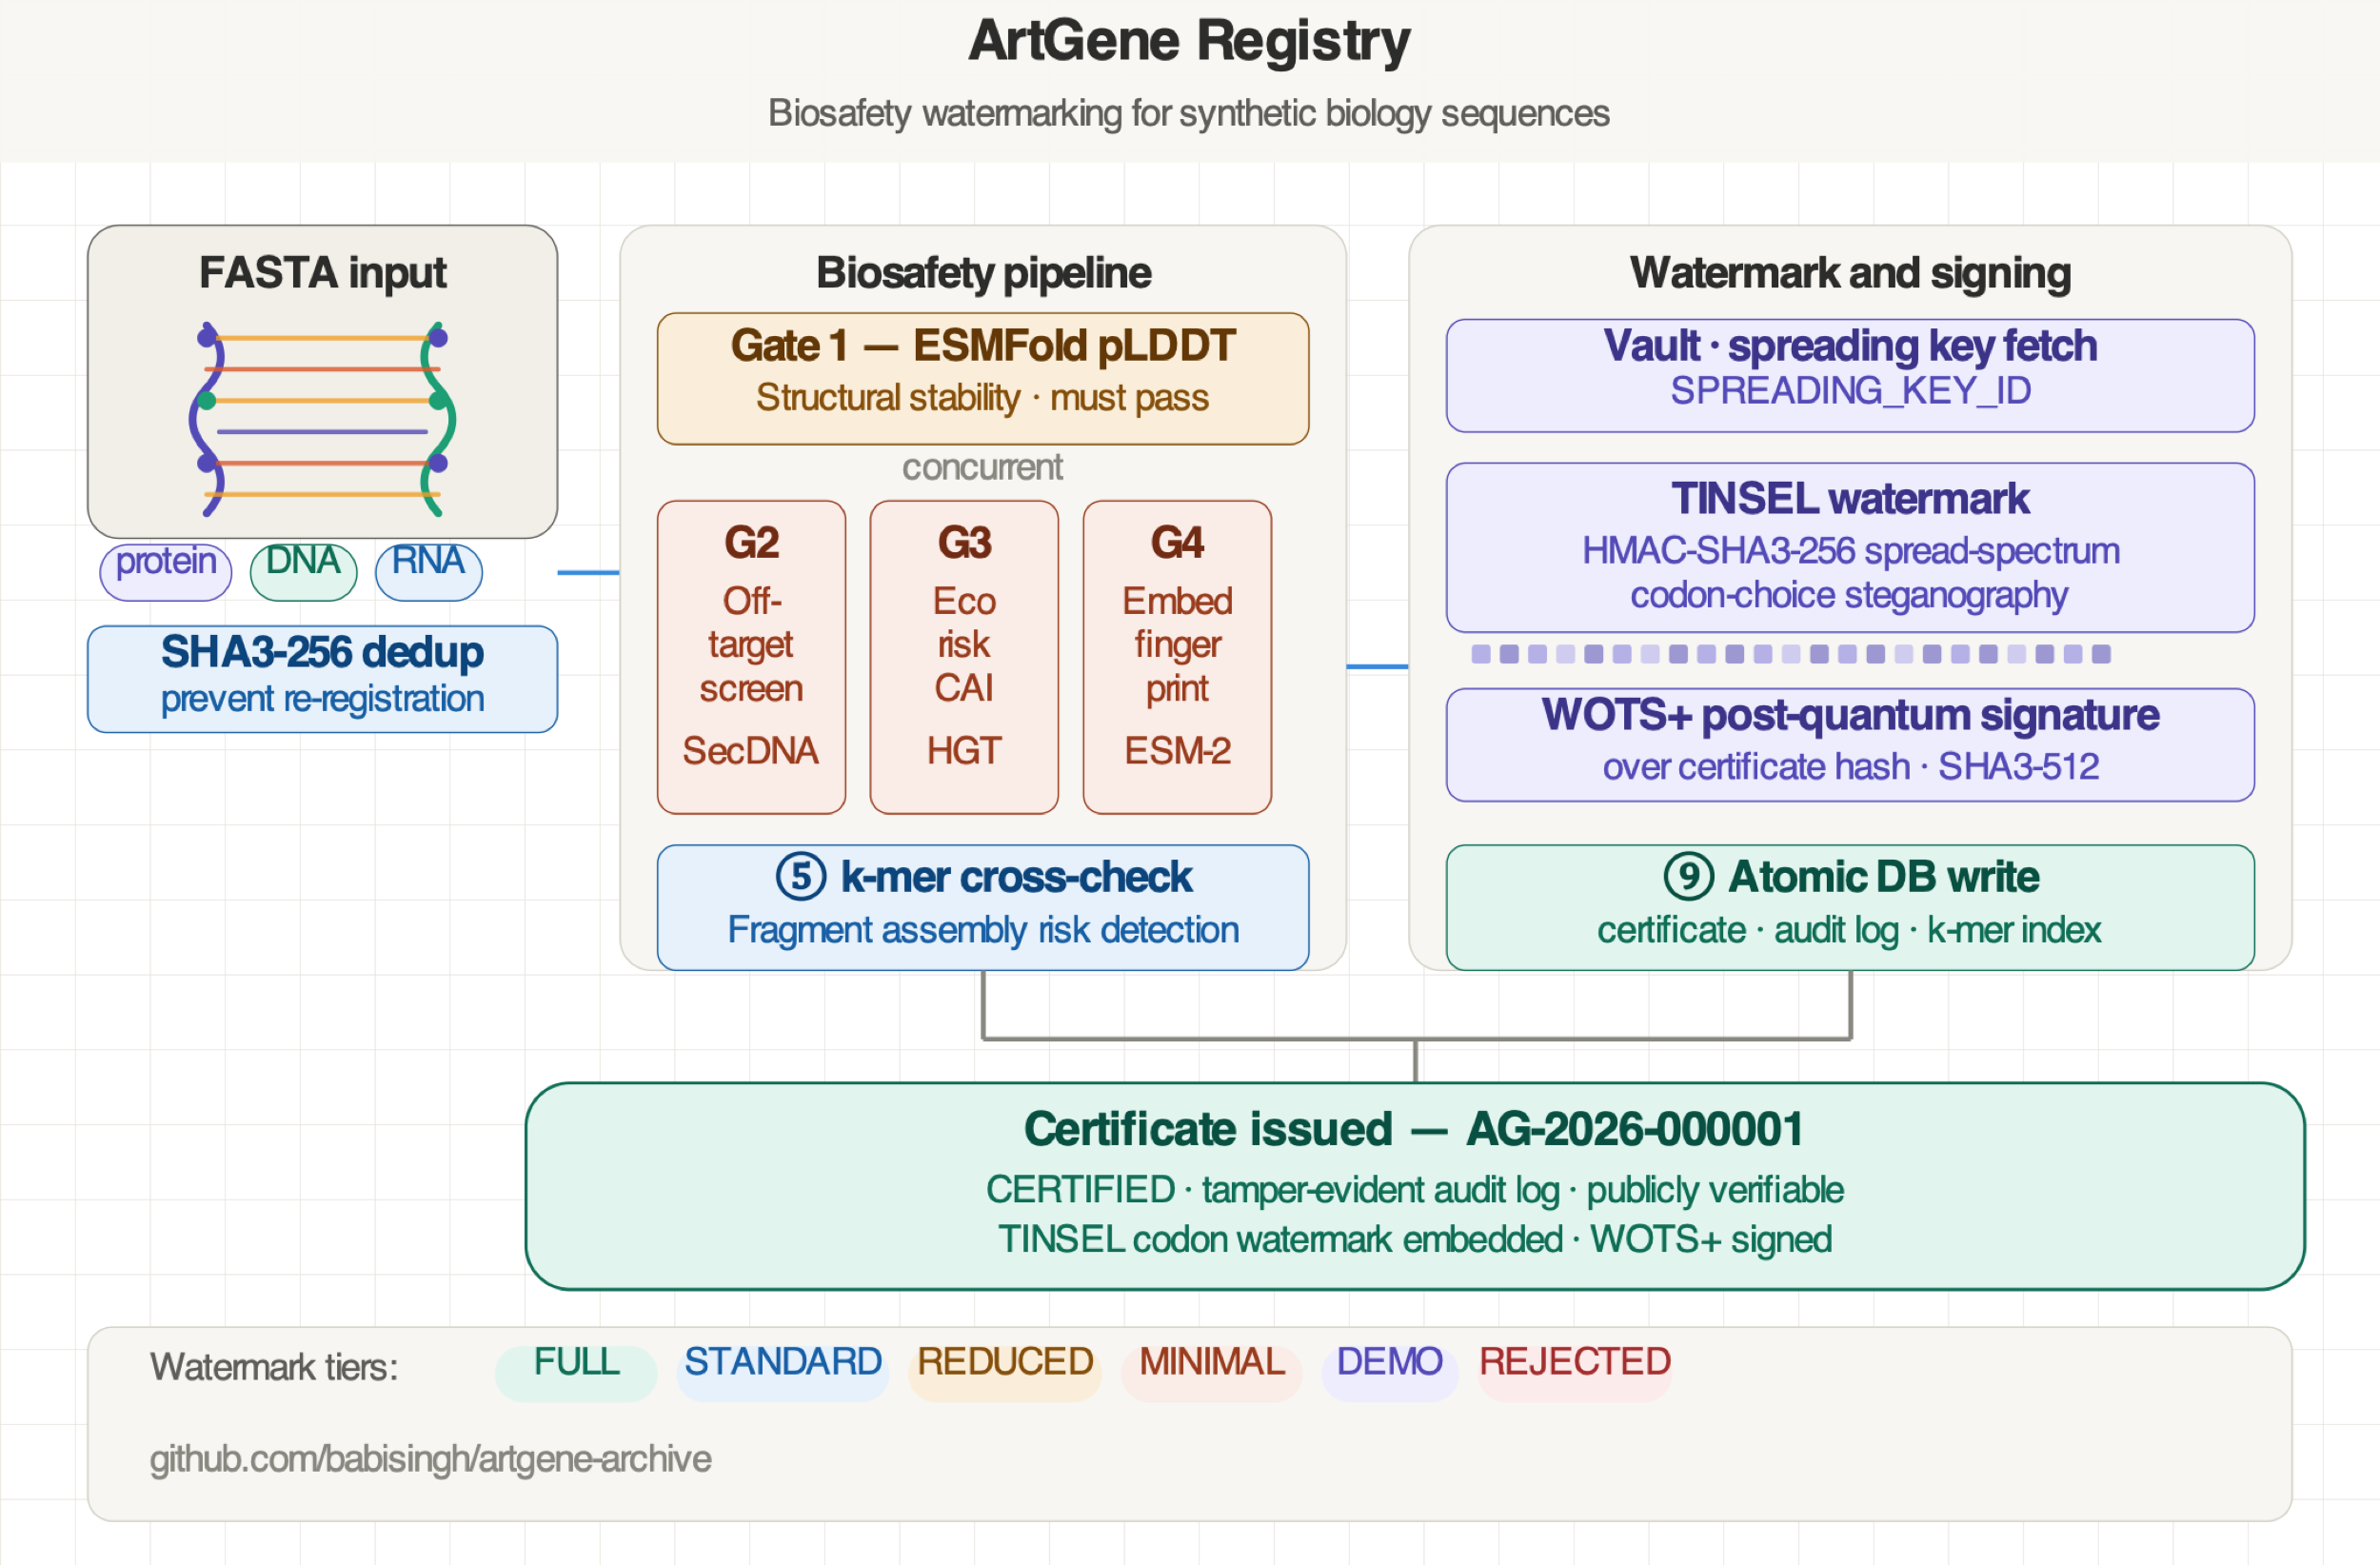 ArtGene Registry
Biosafety watermarking for synthetic biology sequences
FASTA input
protein
DNA
RNA
SHA3-256 dedup
prevent re-registration
Biosafety pipeline
Gate 1 — ESMFold pLDDT
Structural stability · must pass
concurrent
G2
Off-
target
screen
SecDNA
G3
Eco
risk
CAI
HGT
G4
Embed
finger
print
ESM-2
⑤ k-mer cross-check
Fragment assembly risk detection
Watermark and signing
Vault · spreading key fetch
SPREADING_KEY_ID
TINSEL watermark
HMAC-SHA3-256 spread-spectrum
codon-choice steganography
WOTS+ post-quantum signature
over certificate hash · SHA3-512
⑨ Atomic DB write
certificate · audit log · k-mer index
Certificate issued — AG-2026-000001
CERTIFIED · tamper-evident audit log · publicly verifiable
TINSEL codon watermark embedded · WOTS+ signed
Watermark tiers: FULL STANDARD REDUCED MINIMAL DEMO REJECTED
github.com/babisingh/artgene-archive